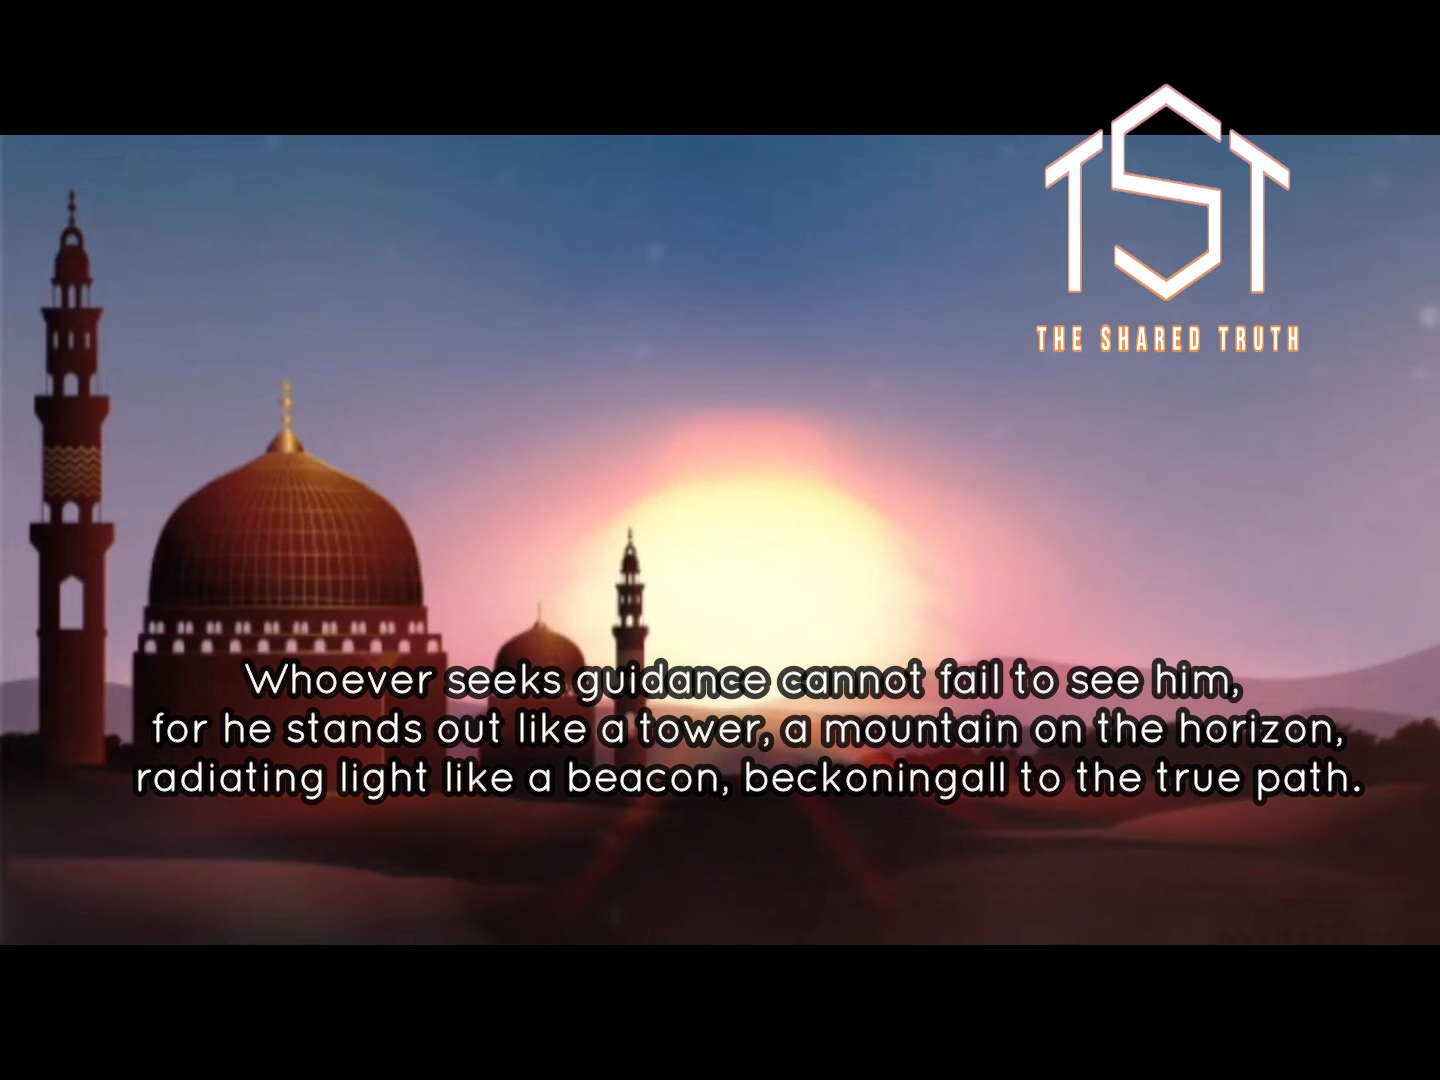 TST
THE SHARED TRUTH
Whoever seeks guidance cannot fail to see him,
for he stands out like a tower, a mountain on the horizon,
radiating light like a beacon, beckoningall to the true path.